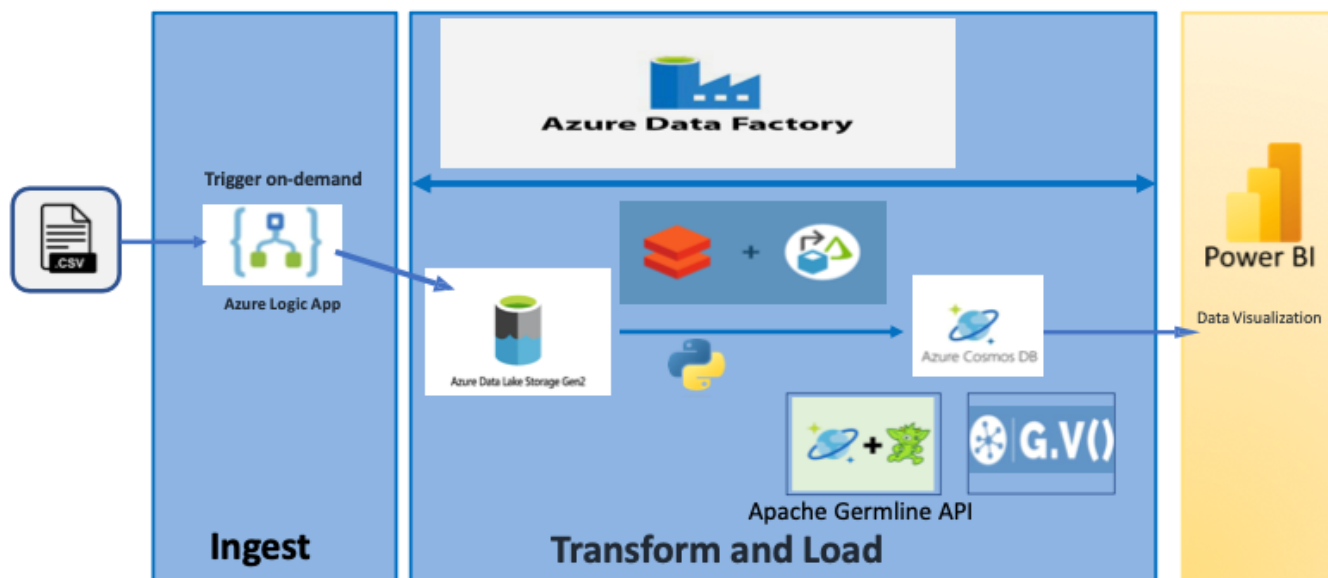 Azure Data Factory
Trigger on-demand
.CSV
Azure Logic App
Azure Data Lake Storage Gen2
+
Azure Cosmos DB
Power BI
Data Visualization
+
G.V()
Apache Germline API
Ingest
Transform and Load